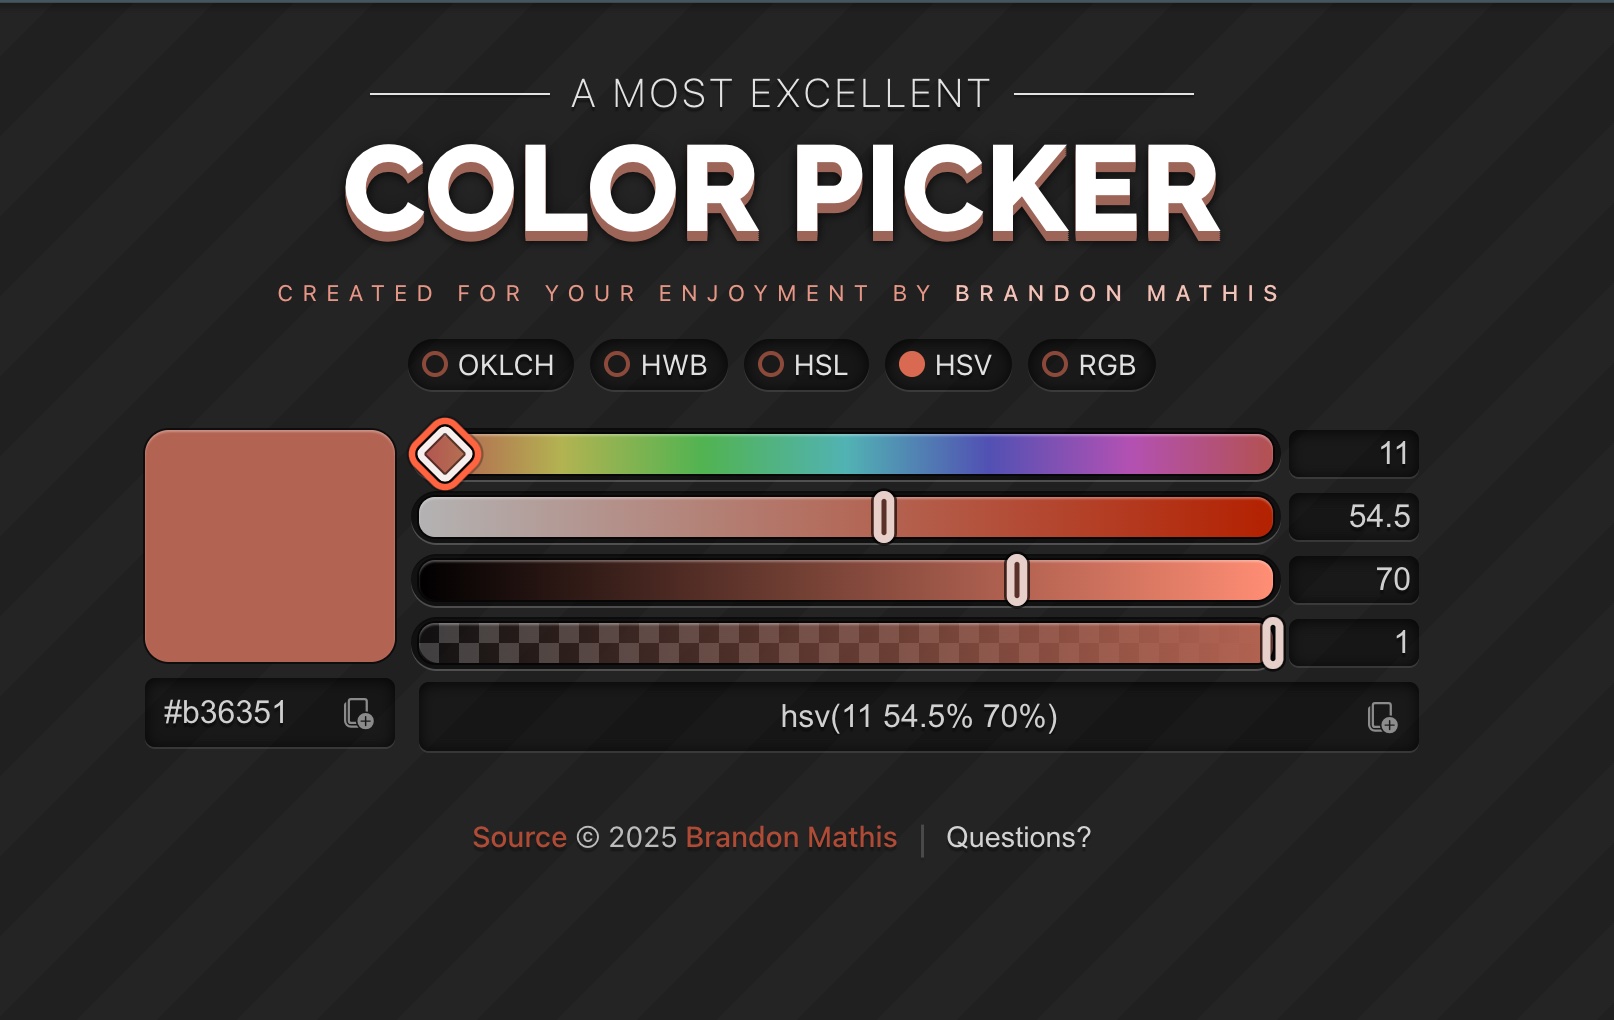 A MOST EXCELLENT
COLOR PICKER
CREATED FOR YOUR ENJOYMENT BY BRANDON MATHIS
OKLCH HWB HSL HSV RGB
11
54.5
70
1
#b36351
hsv(11 54.5% 70%)
Source © 2025 Brandon Mathis | Questions?